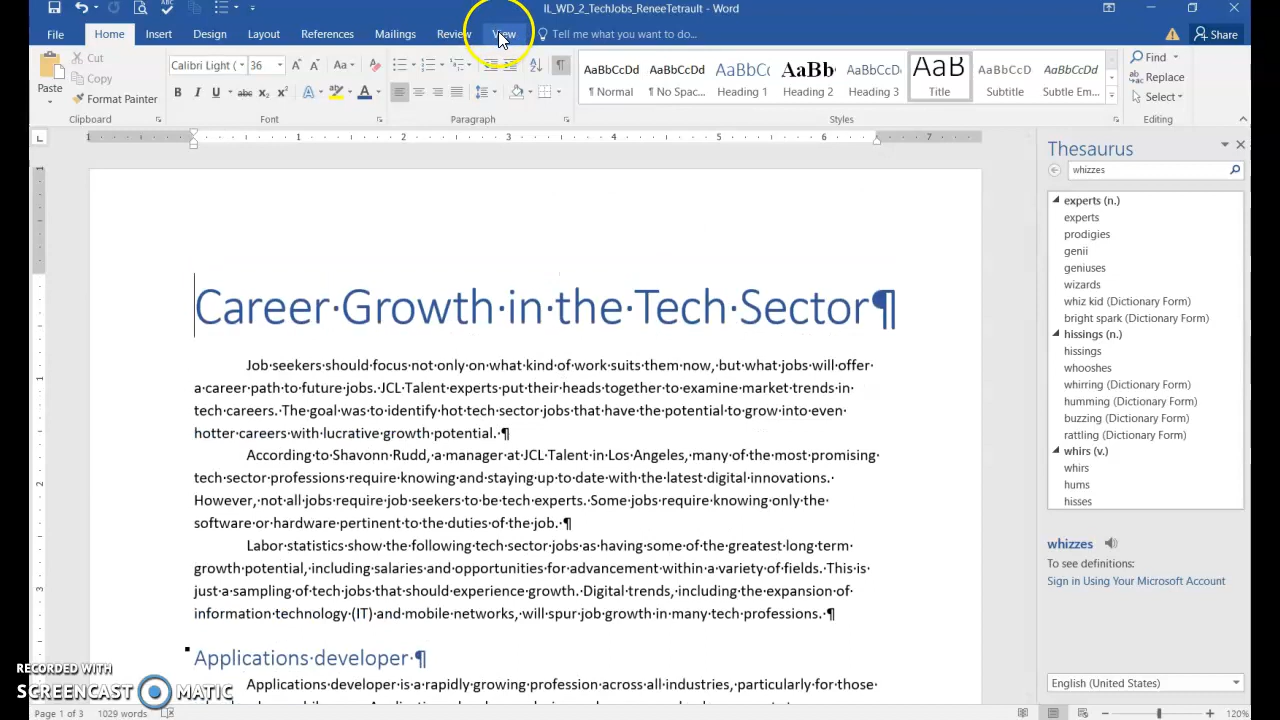 IL_WD_2_TechJobs_ReneeTetrault - Word
File Home Insert Design Layout References Mailings Review View Tell me what you want to do... Share
Paste
Cut
Copy
Format Painter
Clipboard
Calibri Light ( 36
Font
Paragraph
AaBbCcDd AaBbCcDd AaBbCc AaBb AaBbCcD AaB AaBbCcD AaBbCcDd
¶ Normal ¶ No Spac... Heading 1 Heading 2 Heading 3 Title Subtitle Subtle Em...
Styles
Find
Replace
Select
Editing
1 1 2 3 4 5 6 7
Career·Growth·in·the·Tech·Sector¶
Job·seekers·should·focus·not·only·on·what·kind·of·work·suits·them·now,·but·what·jobs·will·offer·
a·career·path·to·future·jobs.·JCL·Talent·experts·put·their·heads·together·to·examine·market·trends·in·
tech·careers.·The·goal·was·to·identify·hot·tech·sector·jobs·that·have·the·potential·to·grow·into·even·
hotter·careers·with·lucrative·growth·potential.·¶
According·to·Shavonn·Rudd,·a·manager·at·JCL·Talent·in·Los·Angeles,·many·of·the·most·promising·
tech·sector·professions·require·knowing·and·staying·up·to·date·with·the·latest·digital·innovations.·
However,·not·all·jobs·require·job·seekers·to·be·tech·experts.·Some·jobs·require·knowing·only·the·
software·or·hardware·pertinent·to·the·duties·of·the·job.·¶
Labor·statistics·show·the·following·tech·sector·jobs·as·having·some·of·the·greatest·long·term·
growth·potential,·including·salaries·and·opportunities·for·advancement·within·a·variety·of·fields.·This·is·
just·a·sampling·of·tech·jobs·that·should·experience·growth.·Digital·trends,·including·the·expansion·of·
information·technology·(IT)·and·mobile·networks,·will·spur·job·growth·in·many·tech·professions.·¶
Applications·developer·¶
Applications·developer·is·a·rapidly·growing·profession·across·all·industries,·particularly·for·those·
Thesaurus
whizzes
experts (n.)
experts
prodigies
genii
geniuses
wizards
whiz kid (Dictionary Form)
bright spark (Dictionary Form)
hissings (n.)
hissings
whooshes
whirring (Dictionary Form)
humming (Dictionary Form)
buzzing (Dictionary Form)
rattling (Dictionary Form)
whirs (v.)
whirs
hums
hisses
whizzes
To see definitions:
Sign in Using Your Microsoft Account
English (United States)
RECORDED WITH
SCREENCAST MATIC
Page 1 of 3 1029 words 120%